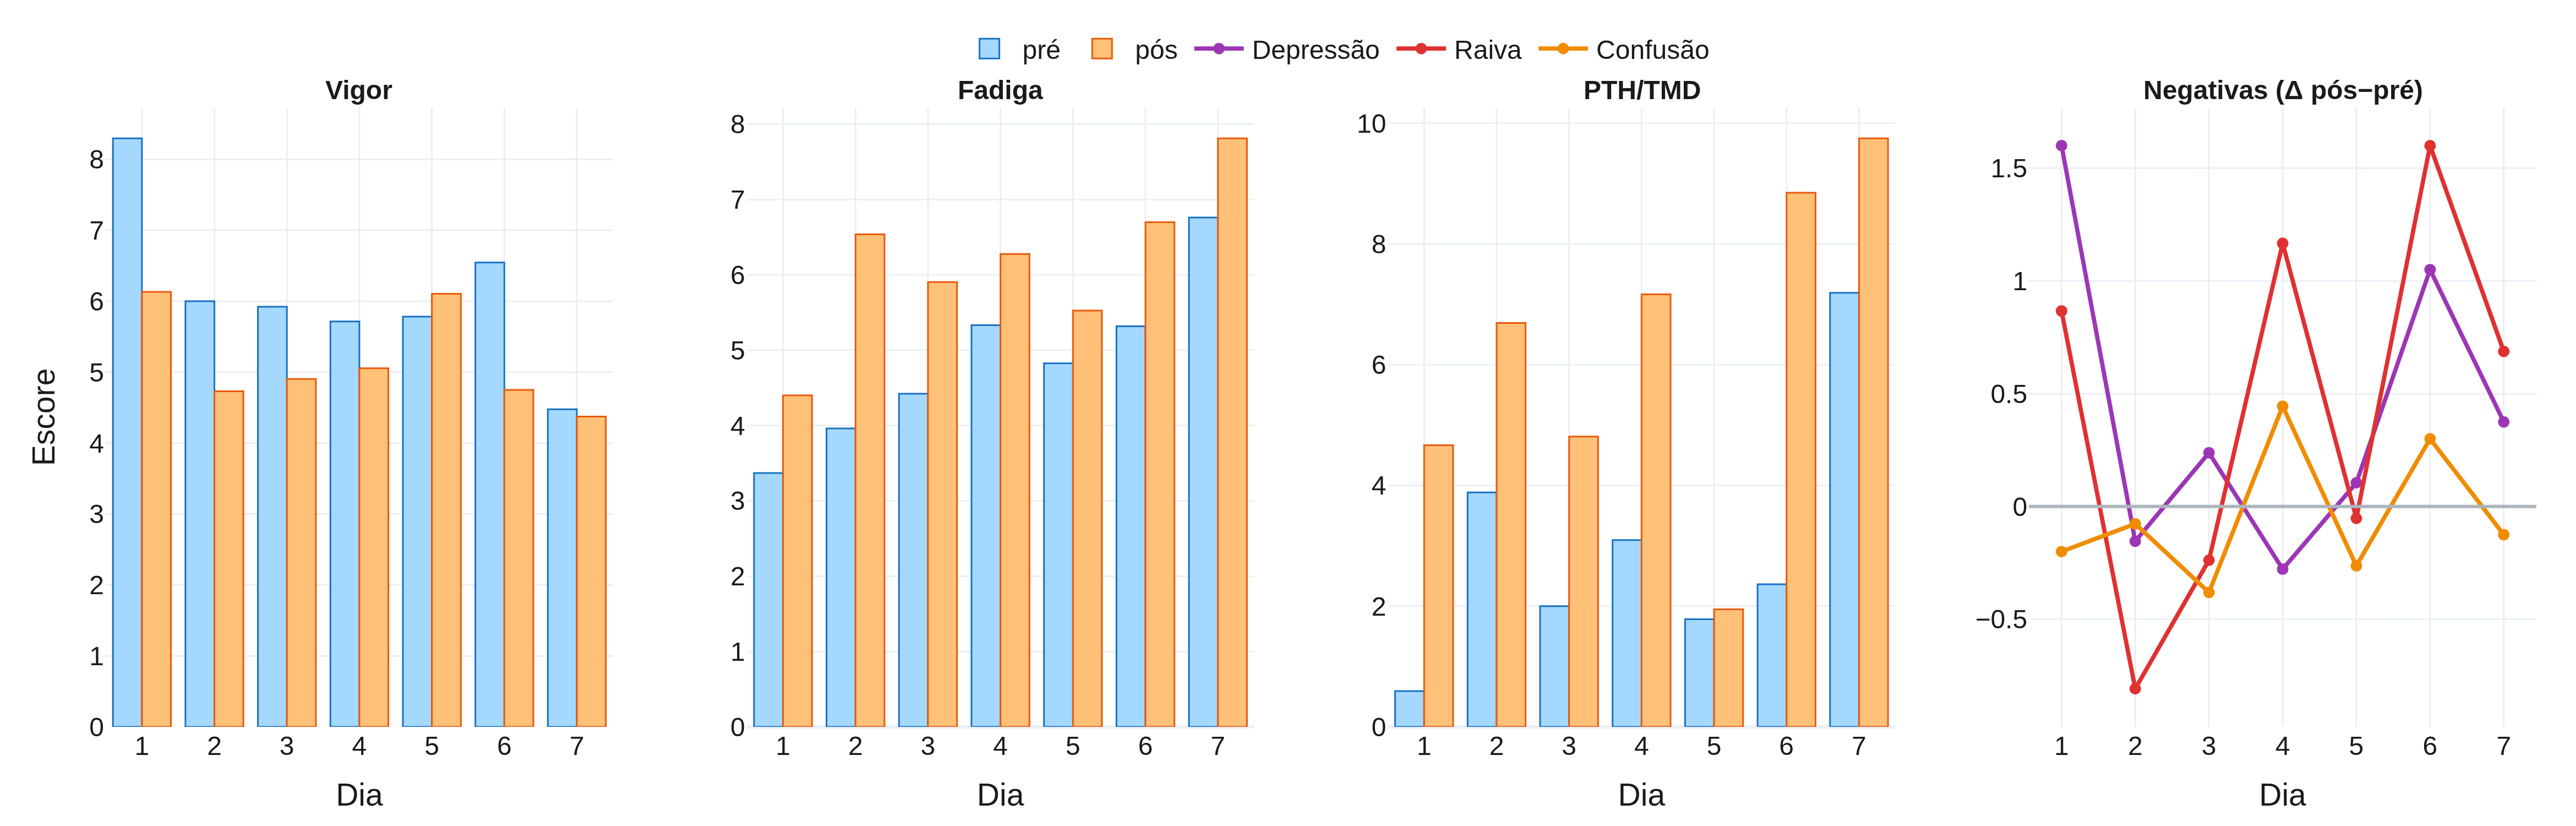 pré pós Depressão Raiva Confusão
Vigor Fadiga PTH/TMD Negativas (Δ pós−pré)
Escore
8
7
6
5
4
3
2
1
0
1 2 3 4 5 6 7
Dia
8
7
6
5
4
3
2
1
0
1 2 3 4 5 6 7
Dia
10
8
6
4
2
0
1 2 3 4 5 6 7
Dia
1.5
1
0.5
0
−0.5
1 2 3 4 5 6 7
Dia